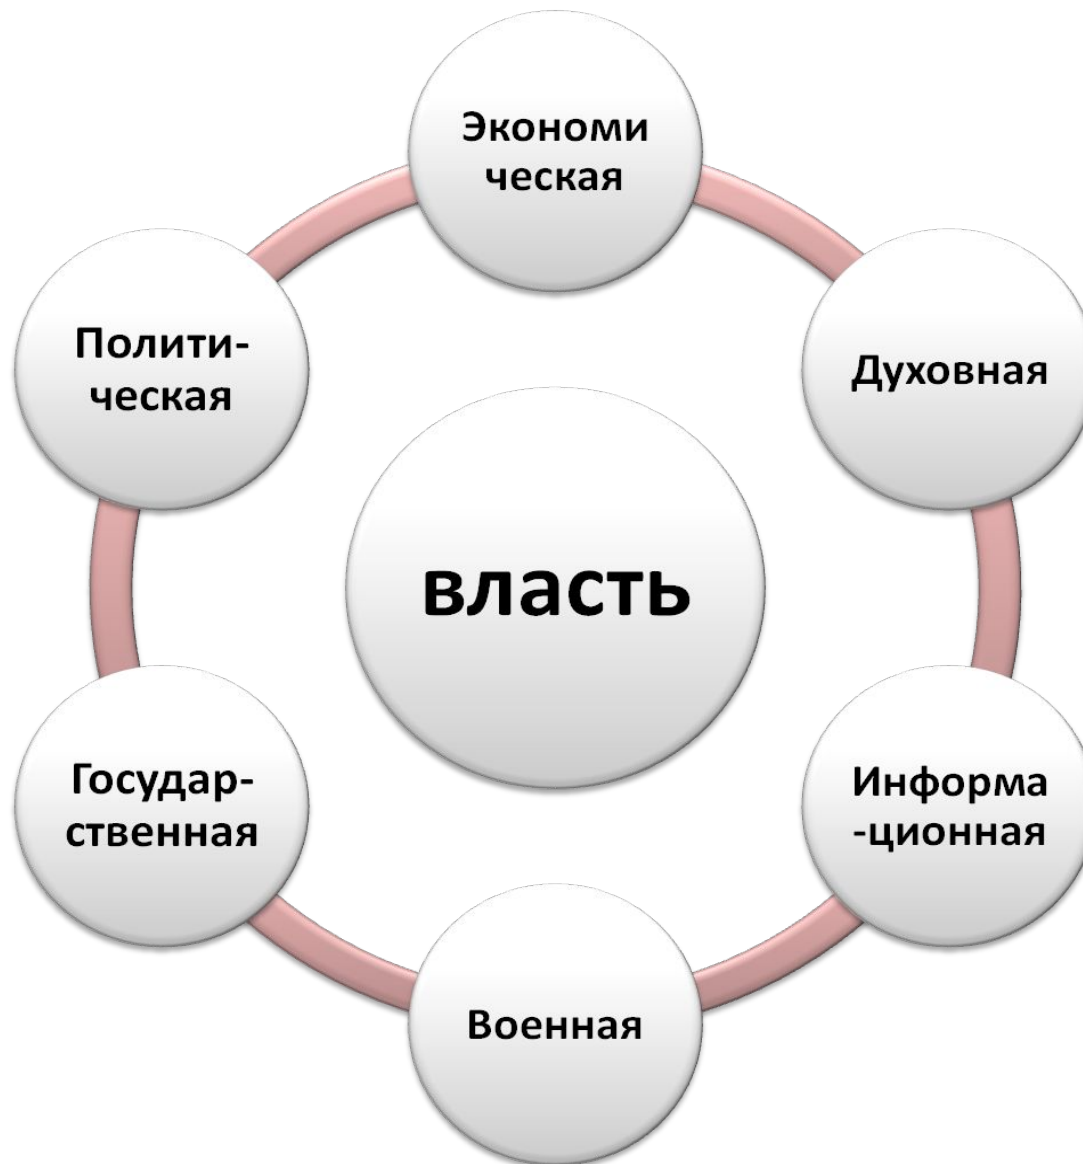 Экономи
ческая
Полити-
ческая
Духовная
власть
Государ-
ственная
Информа
-ционная
Военная